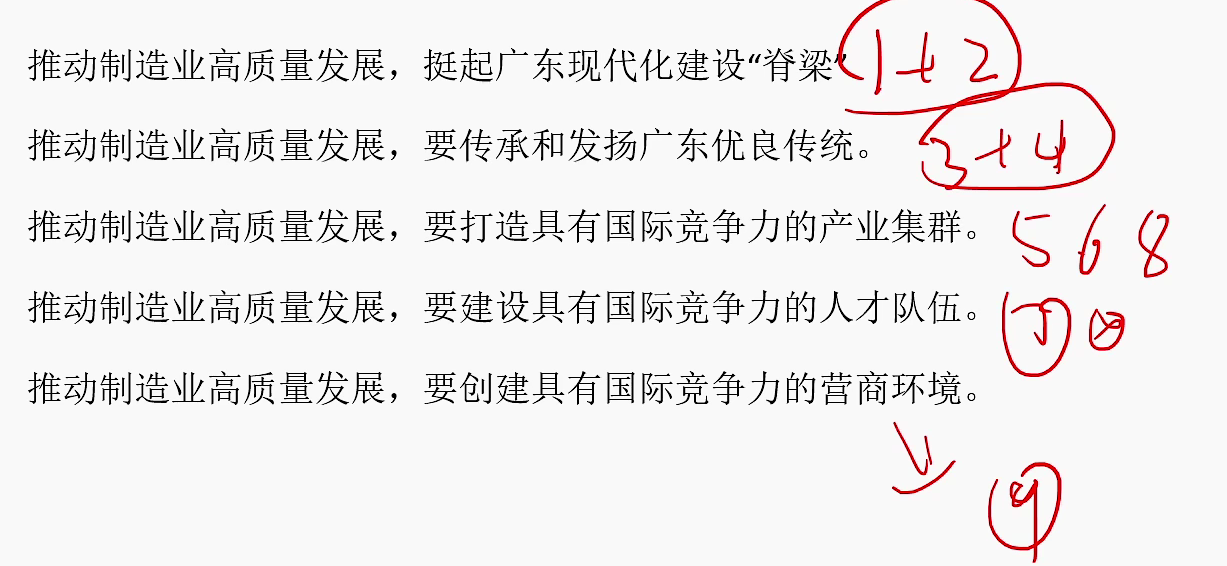 推动制造业高质量发展，挺起广东现代化建设“脊梁” 1+2
推动制造业高质量发展，要传承和发扬广东优良传统。 3+4
推动制造业高质量发展，要打造具有国际竞争力的产业集群。 5 6 8
推动制造业高质量发展，要建设具有国际竞争力的人才队伍。
推动制造业高质量发展，要创建具有国际竞争力的营商环境。
9